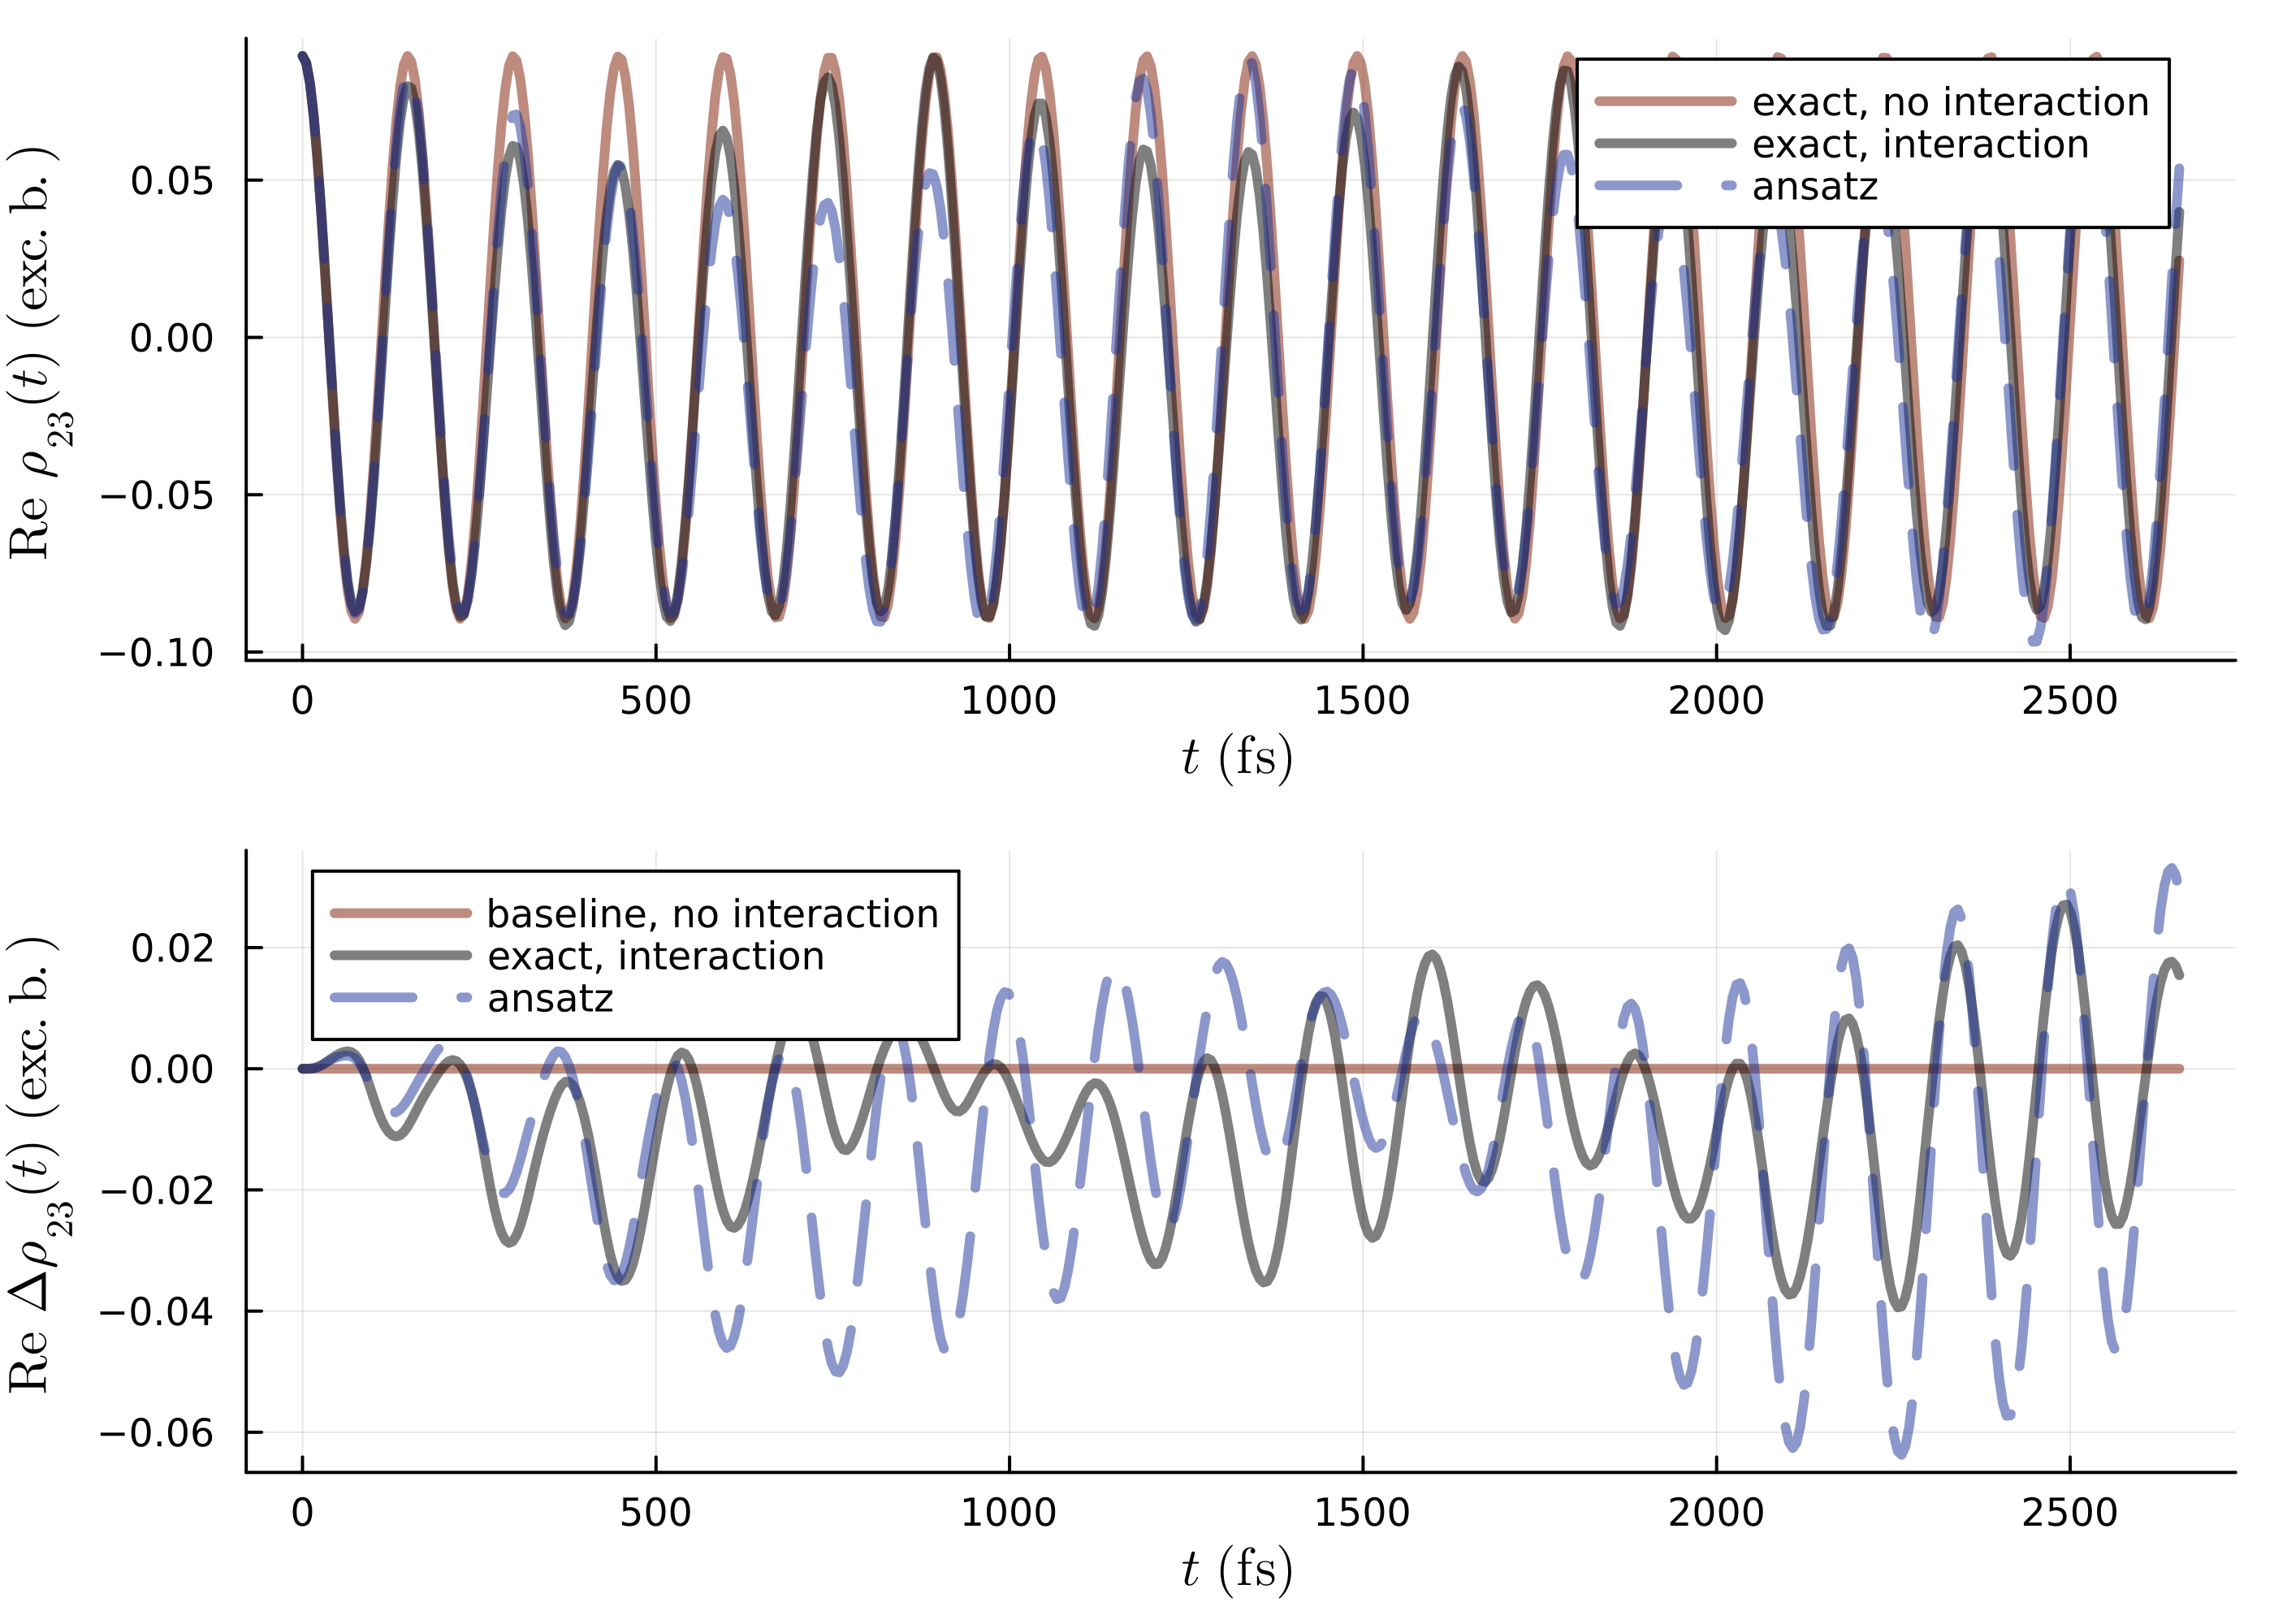 Re ρ₂₃(t) (exc. b. )
0.05
0.00
−0.05
−0.10
exact, no interaction
exact, interaction
ansatz
0 500 1000 1500 2000 2500
t (fs)
Re Δρ₂₃(t) (exc. b. )
0.02
0.00
−0.02
−0.04
−0.06
baseline, no interaction
exact, interaction
ansatz
0 500 1000 1500 2000 2500
t (fs)